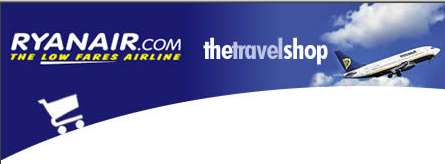 RYANAIR.COM
THE LOW FARES AIRLINE
thetravelshop